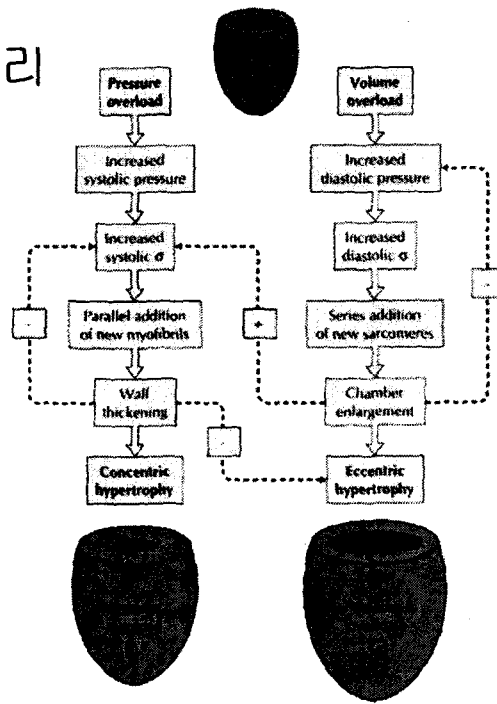 21
Pressure
overload
Volume
overload
Increased
systolic pressure
Increased
diastolic pressure
Increased
systolic σ
Increased
diastolic σ
-
+
-
Parallel addition
of new myofibrils
Series addition
of new sarcomeres
Wall
thickening
Chamber
enlargement
-
Concentric
hypertrophy
Eccentric
hypertrophy